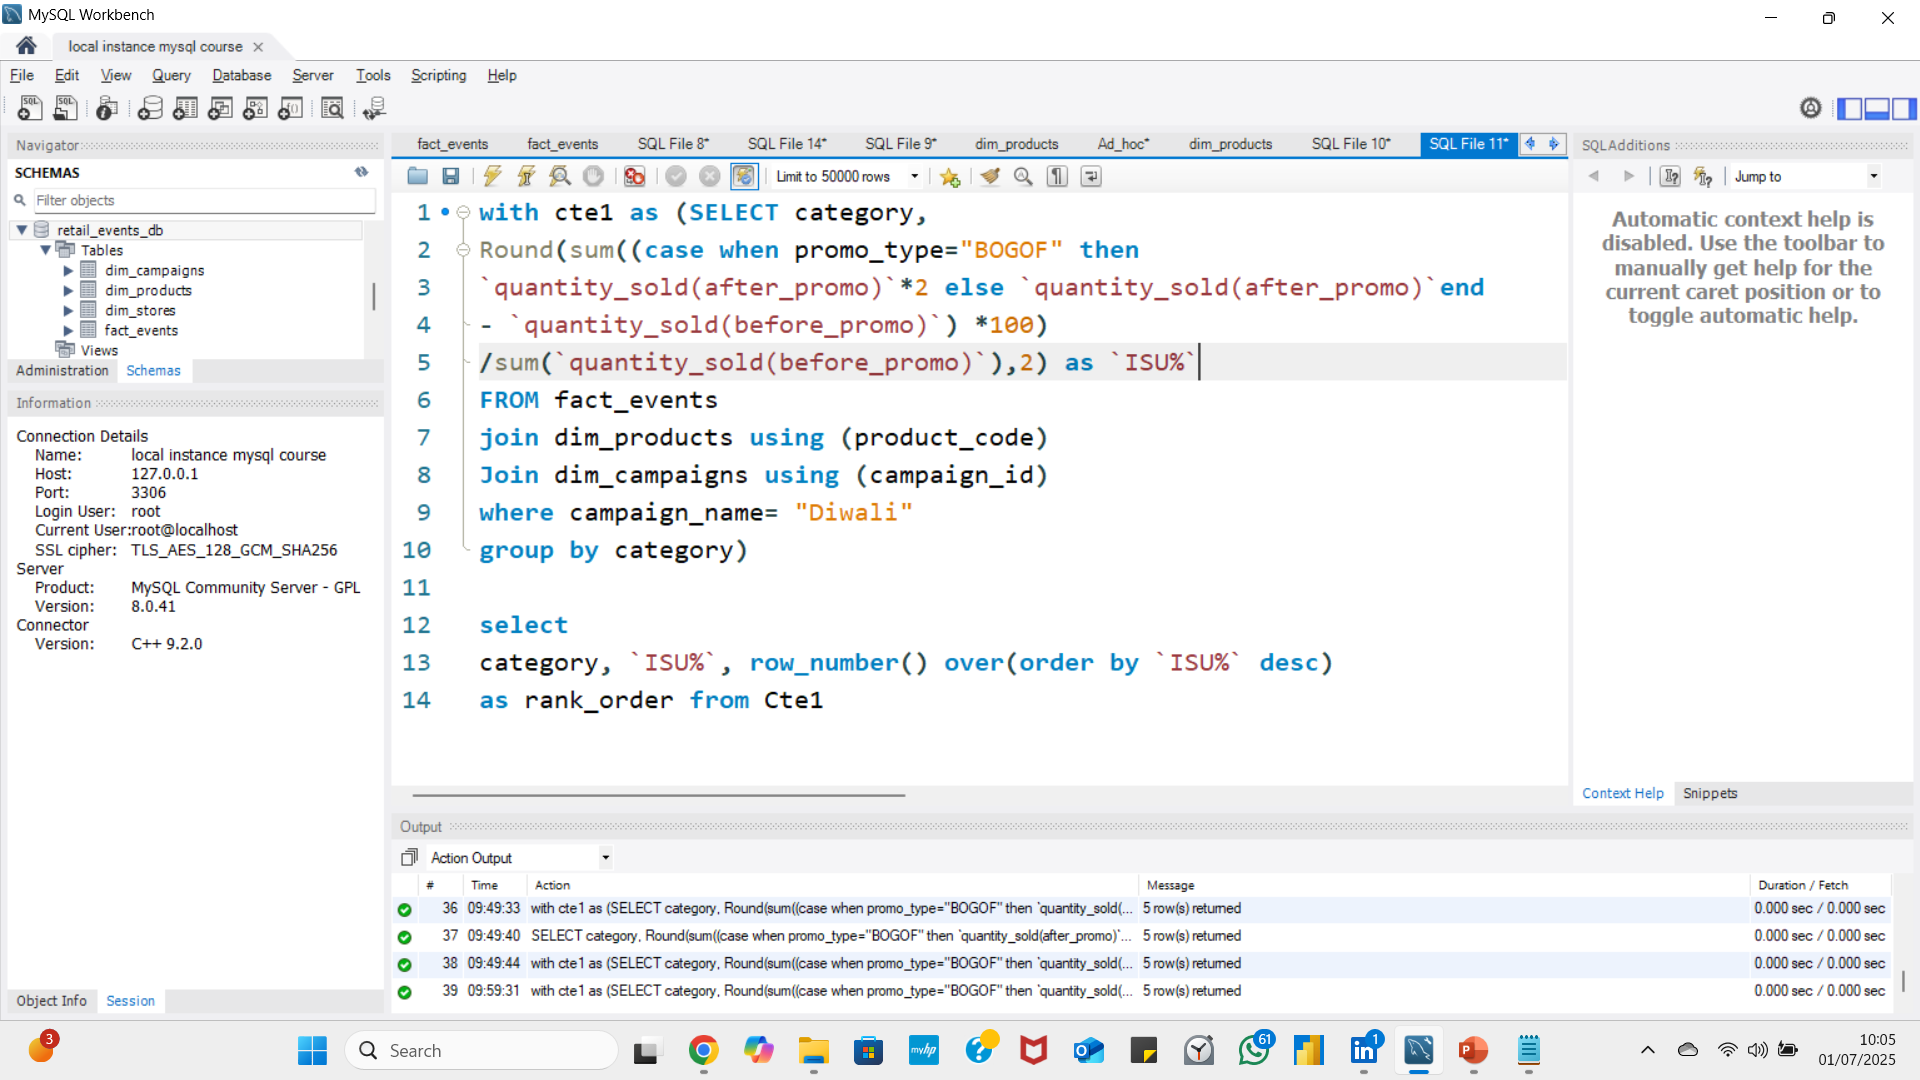 MySQL Workbench
local instance mysql course
File Edit View Query Database Server Tools Scripting Help
Navigator
SCHEMAS
Filter objects
retail_events_db
Tables
dim_campaigns
dim_products
dim_stores
fact_events
Views
Administration Schemas
Information
Connection Details
Name: local instance mysql course
Host: 127.0.0.1
Port: 3306
Login User: root
Current User:root@localhost
SSL cipher: TLS_AES_128_GCM_SHA256
Server
Product: MySQL Community Server - GPL
Version: 8.0.41
Connector
Version: C++ 9.2.0
Object Info Session
fact_events fact_events SQL File 8* SQL File 14* SQL File 9* dim_products Ad_hoc* dim_products SQL File 10* SQL File 11*
Limit to 50000 rows
1 with cte1 as (SELECT category,
2 Round(sum((case when promo_type="BOGOF" then
3 `quantity_sold(after_promo)`*2 else `quantity_sold(after_promo)`end
4 - `quantity_sold(before_promo)`) *100)
5 /sum(`quantity_sold(before_promo)`),2) as `ISU%`
6 FROM fact_events
7 join dim_products using (product_code)
8 Join dim_campaigns using (campaign_id)
9 where campaign_name= "Diwali"
10 group by category)
11
12 select
13 category, `ISU%`, row_number() over(order by `ISU%` desc)
14 as rank_order from Cte1
SQLAdditions
Jump to
Automatic context help is
disabled. Use the toolbar to
manually get help for the
current caret position or to
toggle automatic help.
Context Help Snippets
Output
Action Output
# Time Action Message Duration / Fetch
36 09:49:33 with cte1 as (SELECT category, Round(sum((case when promo_type="BOGOF" then `quantity_sold(... 5 row(s) returned 0.000 sec / 0.000 sec
37 09:49:40 SELECT category, Round(sum((case when promo_type="BOGOF" then `quantity_sold(after_promo)`... 5 row(s) returned 0.000 sec / 0.000 sec
38 09:49:44 with cte1 as (SELECT category, Round(sum((case when promo_type="BOGOF" then `quantity_sold(... 5 row(s) returned 0.000 sec / 0.000 sec
39 09:59:31 with cte1 as (SELECT category, Round(sum((case when promo_type="BOGOF" then `quantity_sold(... 5 row(s) returned 0.000 sec / 0.000 sec
3
Search
myhp
61
1
10:05
01/07/2025